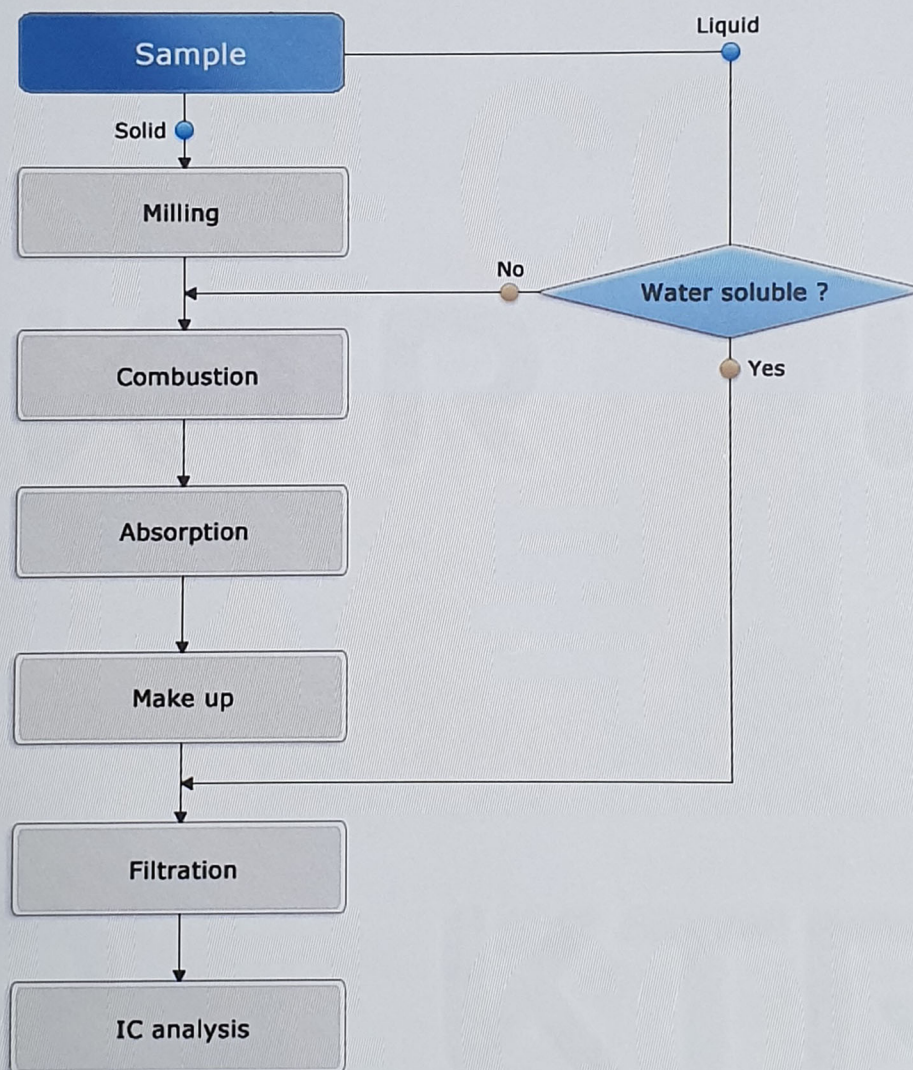 Sample
Liquid
Solid
Milling
No
Water soluble ?
Combustion
Yes
Absorption
Make up
Filtration
IC analysis